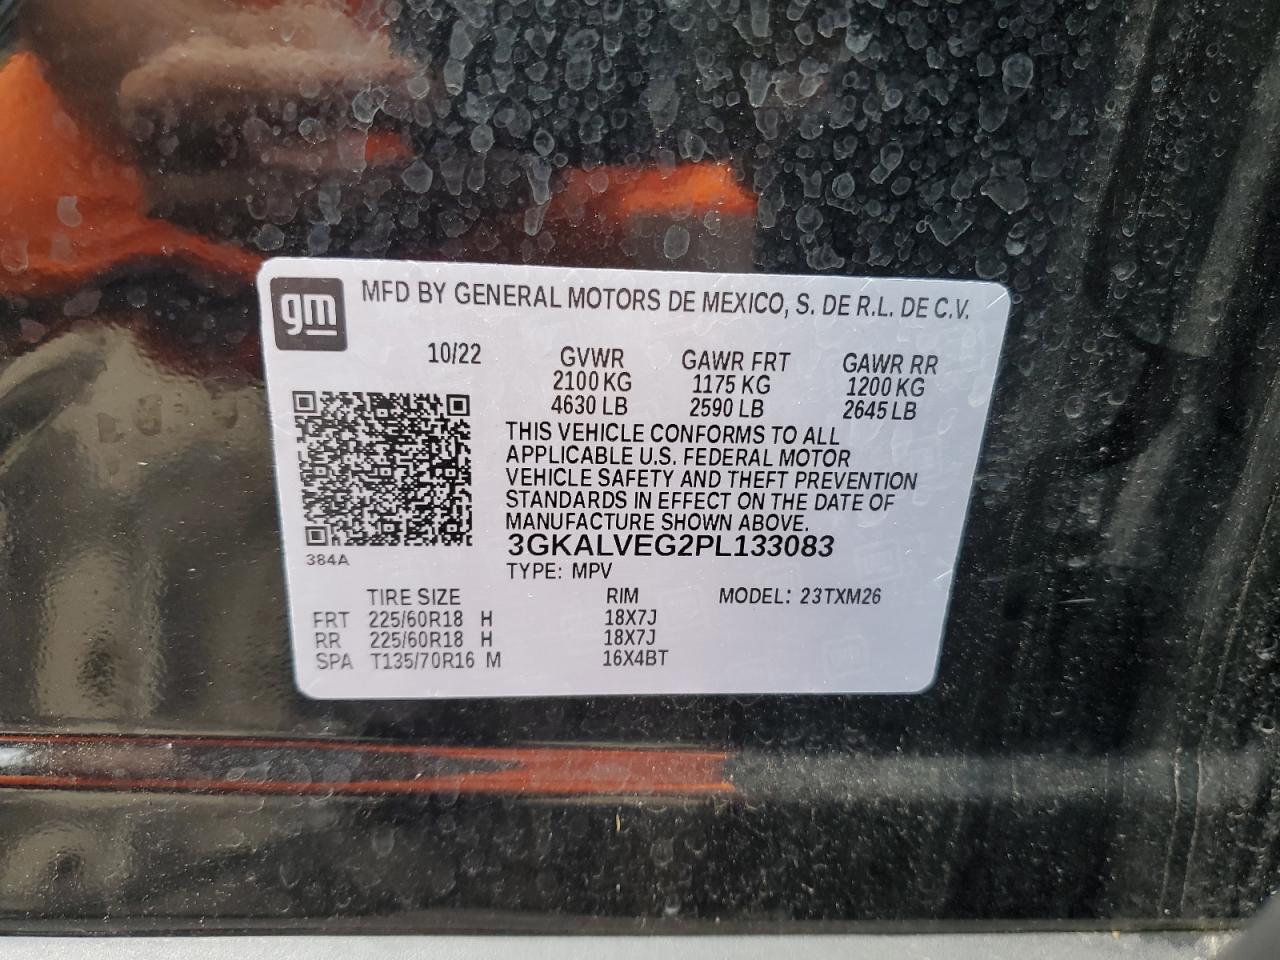 gm
MFD BY GENERAL MOTORS DE MEXICO, S. DE R.L. DE C.V.
10/22 GVWR GAWR FRT GAWR RR
2100 KG 1175 KG 1200 KG
4630 LB 2590 LB 2645 LB
THIS VEHICLE CONFORMS TO ALL
APPLICABLE U.S. FEDERAL MOTOR
VEHICLE SAFETY AND THEFT PREVENTION
STANDARDS IN EFFECT ON THE DATE OF
MANUFACTURE SHOWN ABOVE.
3GKALVEG2PL133083
384A
TYPE: MPV
TIRE SIZE RIM MODEL: 23TXM26
FRT 225/60R18 H 18X7J
RR 225/60R18 H 18X7J
SPA T135/70R16 M 16X4BT